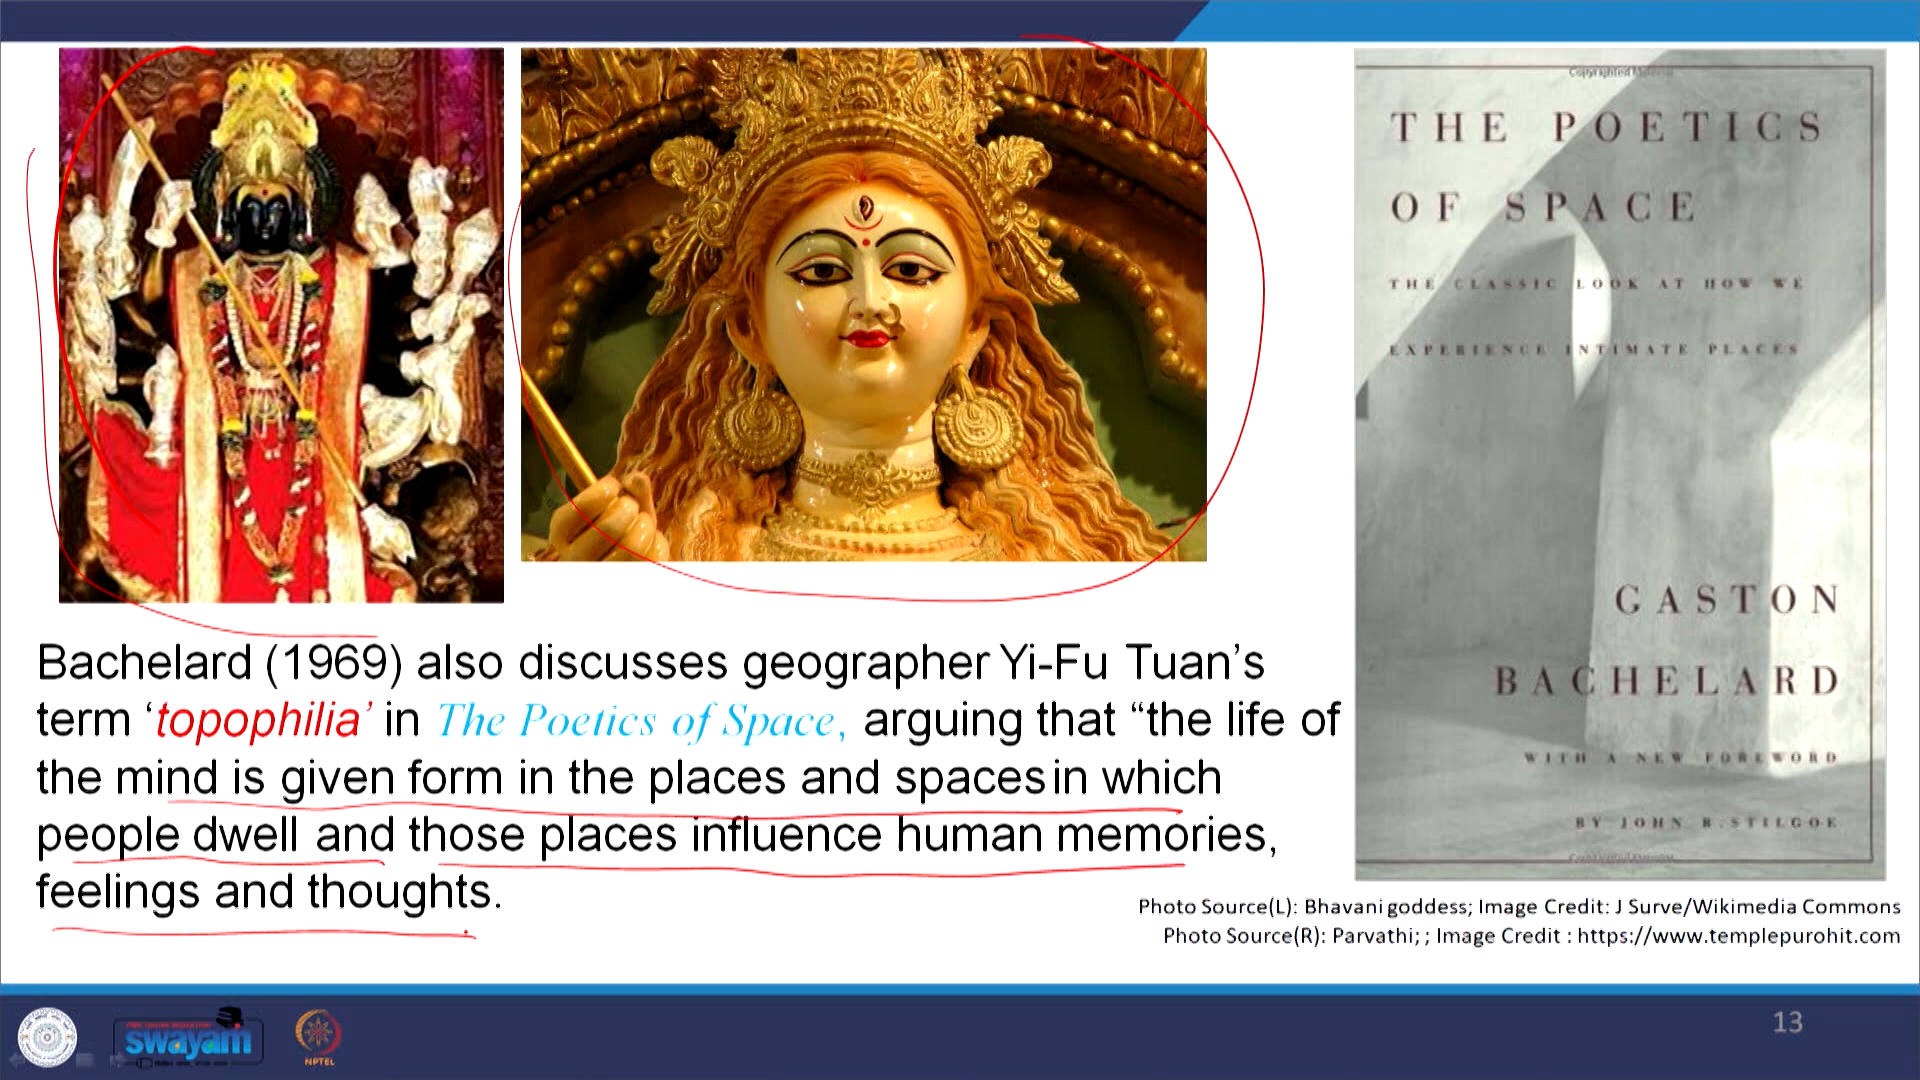 Copyrighted Material
THE POETICS
OF SPACE
THE CLASSIC LOOK AT HOW WE
EXPERIENCE INTIMATE PLACES
GASTON
BACHELARD
WITH A NEW FOREWORD
BY JOHN R. STILGOE
Copyrighted Material
Bachelard (1969) also discusses geographer Yi-Fu Tuan’s
term ‘topophilia’ in The Poetics of Space, arguing that “the life of
the mind is given form in the places and spaces in which
people dwell and those places influence human memories,
feelings and thoughts.
Photo Source(L): Bhavani goddess; Image Credit: J Surve/Wikimedia Commons
Photo Source(R): Parvathi; ; Image Credit : https://www.templepurohit.com
swayam
NPTEL
13